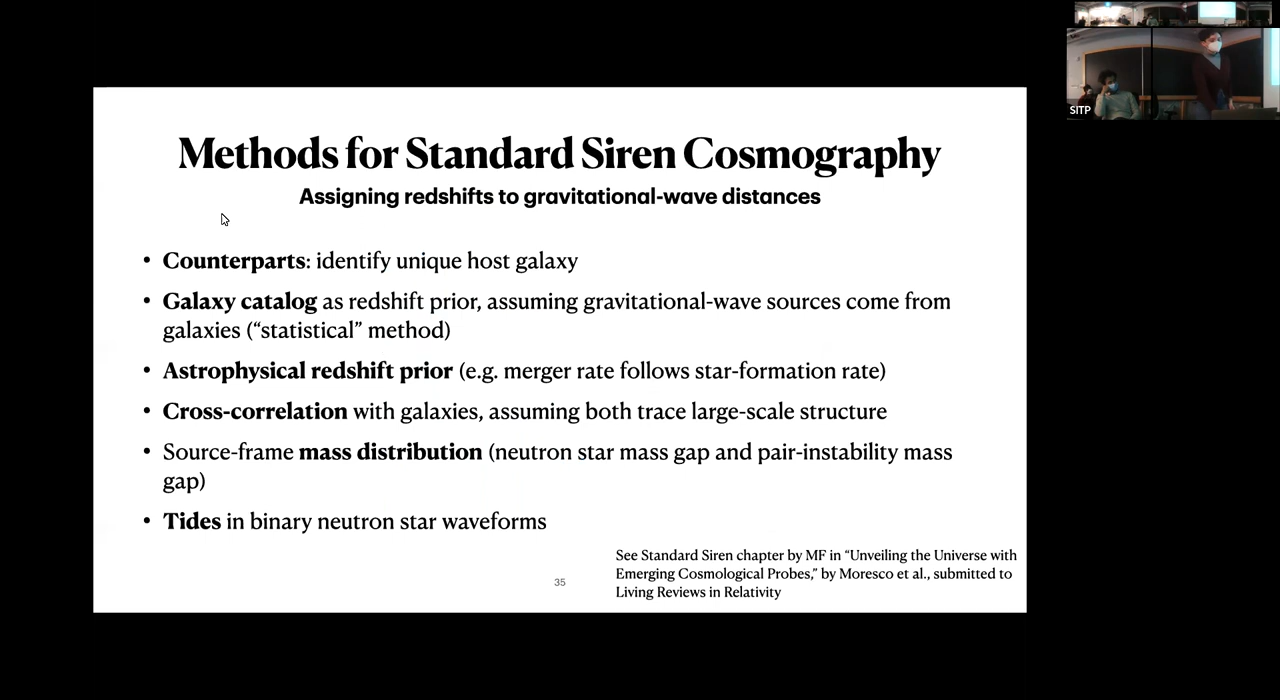 Methods for Standard Siren Cosmography
Assigning redshifts to gravitational-wave distances
• Counterparts: identify unique host galaxy
• Galaxy catalog as redshift prior, assuming gravitational-wave sources come from
galaxies (“statistical” method)
• Astrophysical redshift prior (e.g. merger rate follows star-formation rate)
• Cross-correlation with galaxies, assuming both trace large-scale structure
• Source-frame mass distribution (neutron star mass gap and pair-instability mass
gap)
• Tides in binary neutron star waveforms
See Standard Siren chapter by MF in “Unveiling the Universe with
Emerging Cosmological Probes,” by Moresco et al., submitted to
Living Reviews in Relativity
35
SITP